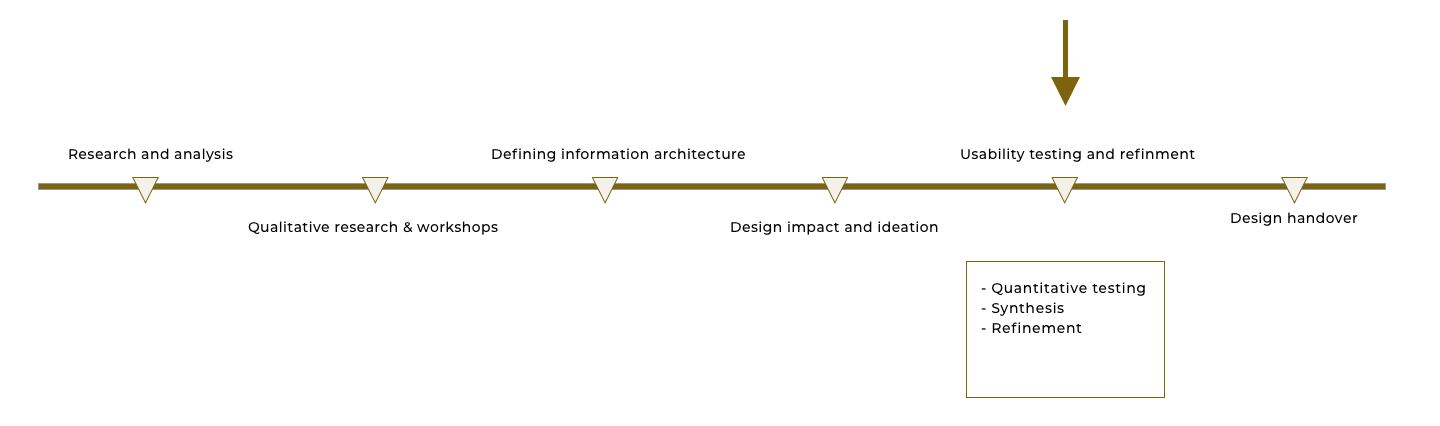 Research and analysis
Defining information architecture
Usability testing and refinment
Qualitative research & workshops
Design impact and ideation
Design handover
- Quantitative testing
- Synthesis
- Refinement